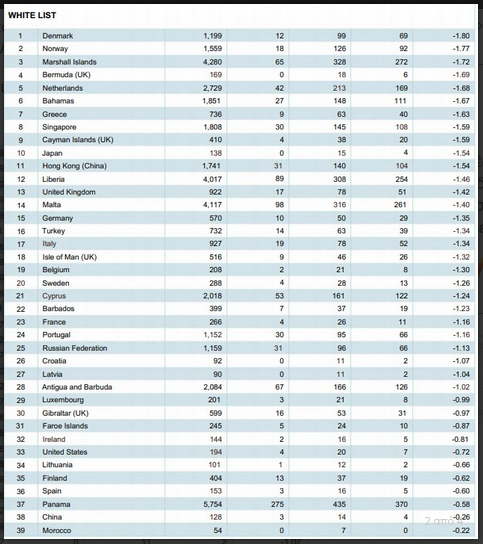 WHITE LIST
1 Denmark 1,199 12 99 69 -1.80
2 Norway 1,559 18 126 92 -1.77
3 Marshall Islands 4,280 65 328 272 -1.72
4 Bermuda (UK) 169 0 18 6 -1.69
5 Netherlands 2,729 42 213 169 -1.68
6 Bahamas 1,851 27 148 111 -1.67
7 Greece 736 9 63 40 -1.63
8 Singapore 1,808 30 145 108 -1.59
9 Cayman Islands (UK) 410 4 38 20 -1.59
10 Japan 138 0 15 4 -1.54
11 Hong Kong (China) 1,741 31 140 104 -1.54
12 Liberia 4,017 89 308 254 -1.46
13 United Kingdom 922 17 78 51 -1.42
14 Malta 4,117 98 316 261 -1.40
15 Germany 570 10 50 29 -1.35
16 Turkey 732 14 63 39 -1.34
17 Italy 927 19 78 52 -1.34
18 Isle of Man (UK) 516 9 46 26 -1.32
19 Belgium 208 2 21 8 -1.30
20 Sweden 288 4 28 13 -1.26
21 Cyprus 2,018 53 161 122 -1.24
22 Barbados 399 7 37 19 -1.23
23 France 266 4 26 11 -1.16
24 Portugal 1,152 30 95 66 -1.16
25 Russian Federation 1,159 31 96 66 -1.13
26 Croatia 92 0 11 2 -1.07
27 Latvia 90 0 11 2 -1.04
28 Antigua and Barbuda 2,084 67 166 126 -1.02
29 Luxembourg 201 3 21 8 -0.99
30 Gibraltar (UK) 599 16 53 31 -0.97
31 Faroe Islands 245 5 24 10 -0.87
32 Ireland 144 2 16 5 -0.81
33 United States 194 4 20 7 -0.72
34 Lithuania 101 1 12 2 -0.66
35 Finland 404 13 37 19 -0.62
36 Spain 153 3 16 5 -0.60
37 Panama 5,754 275 435 370 -0.58
38 China 128 3 14 4 -0.26
39 Morocco 54 0 7 0 -0.22
2 από